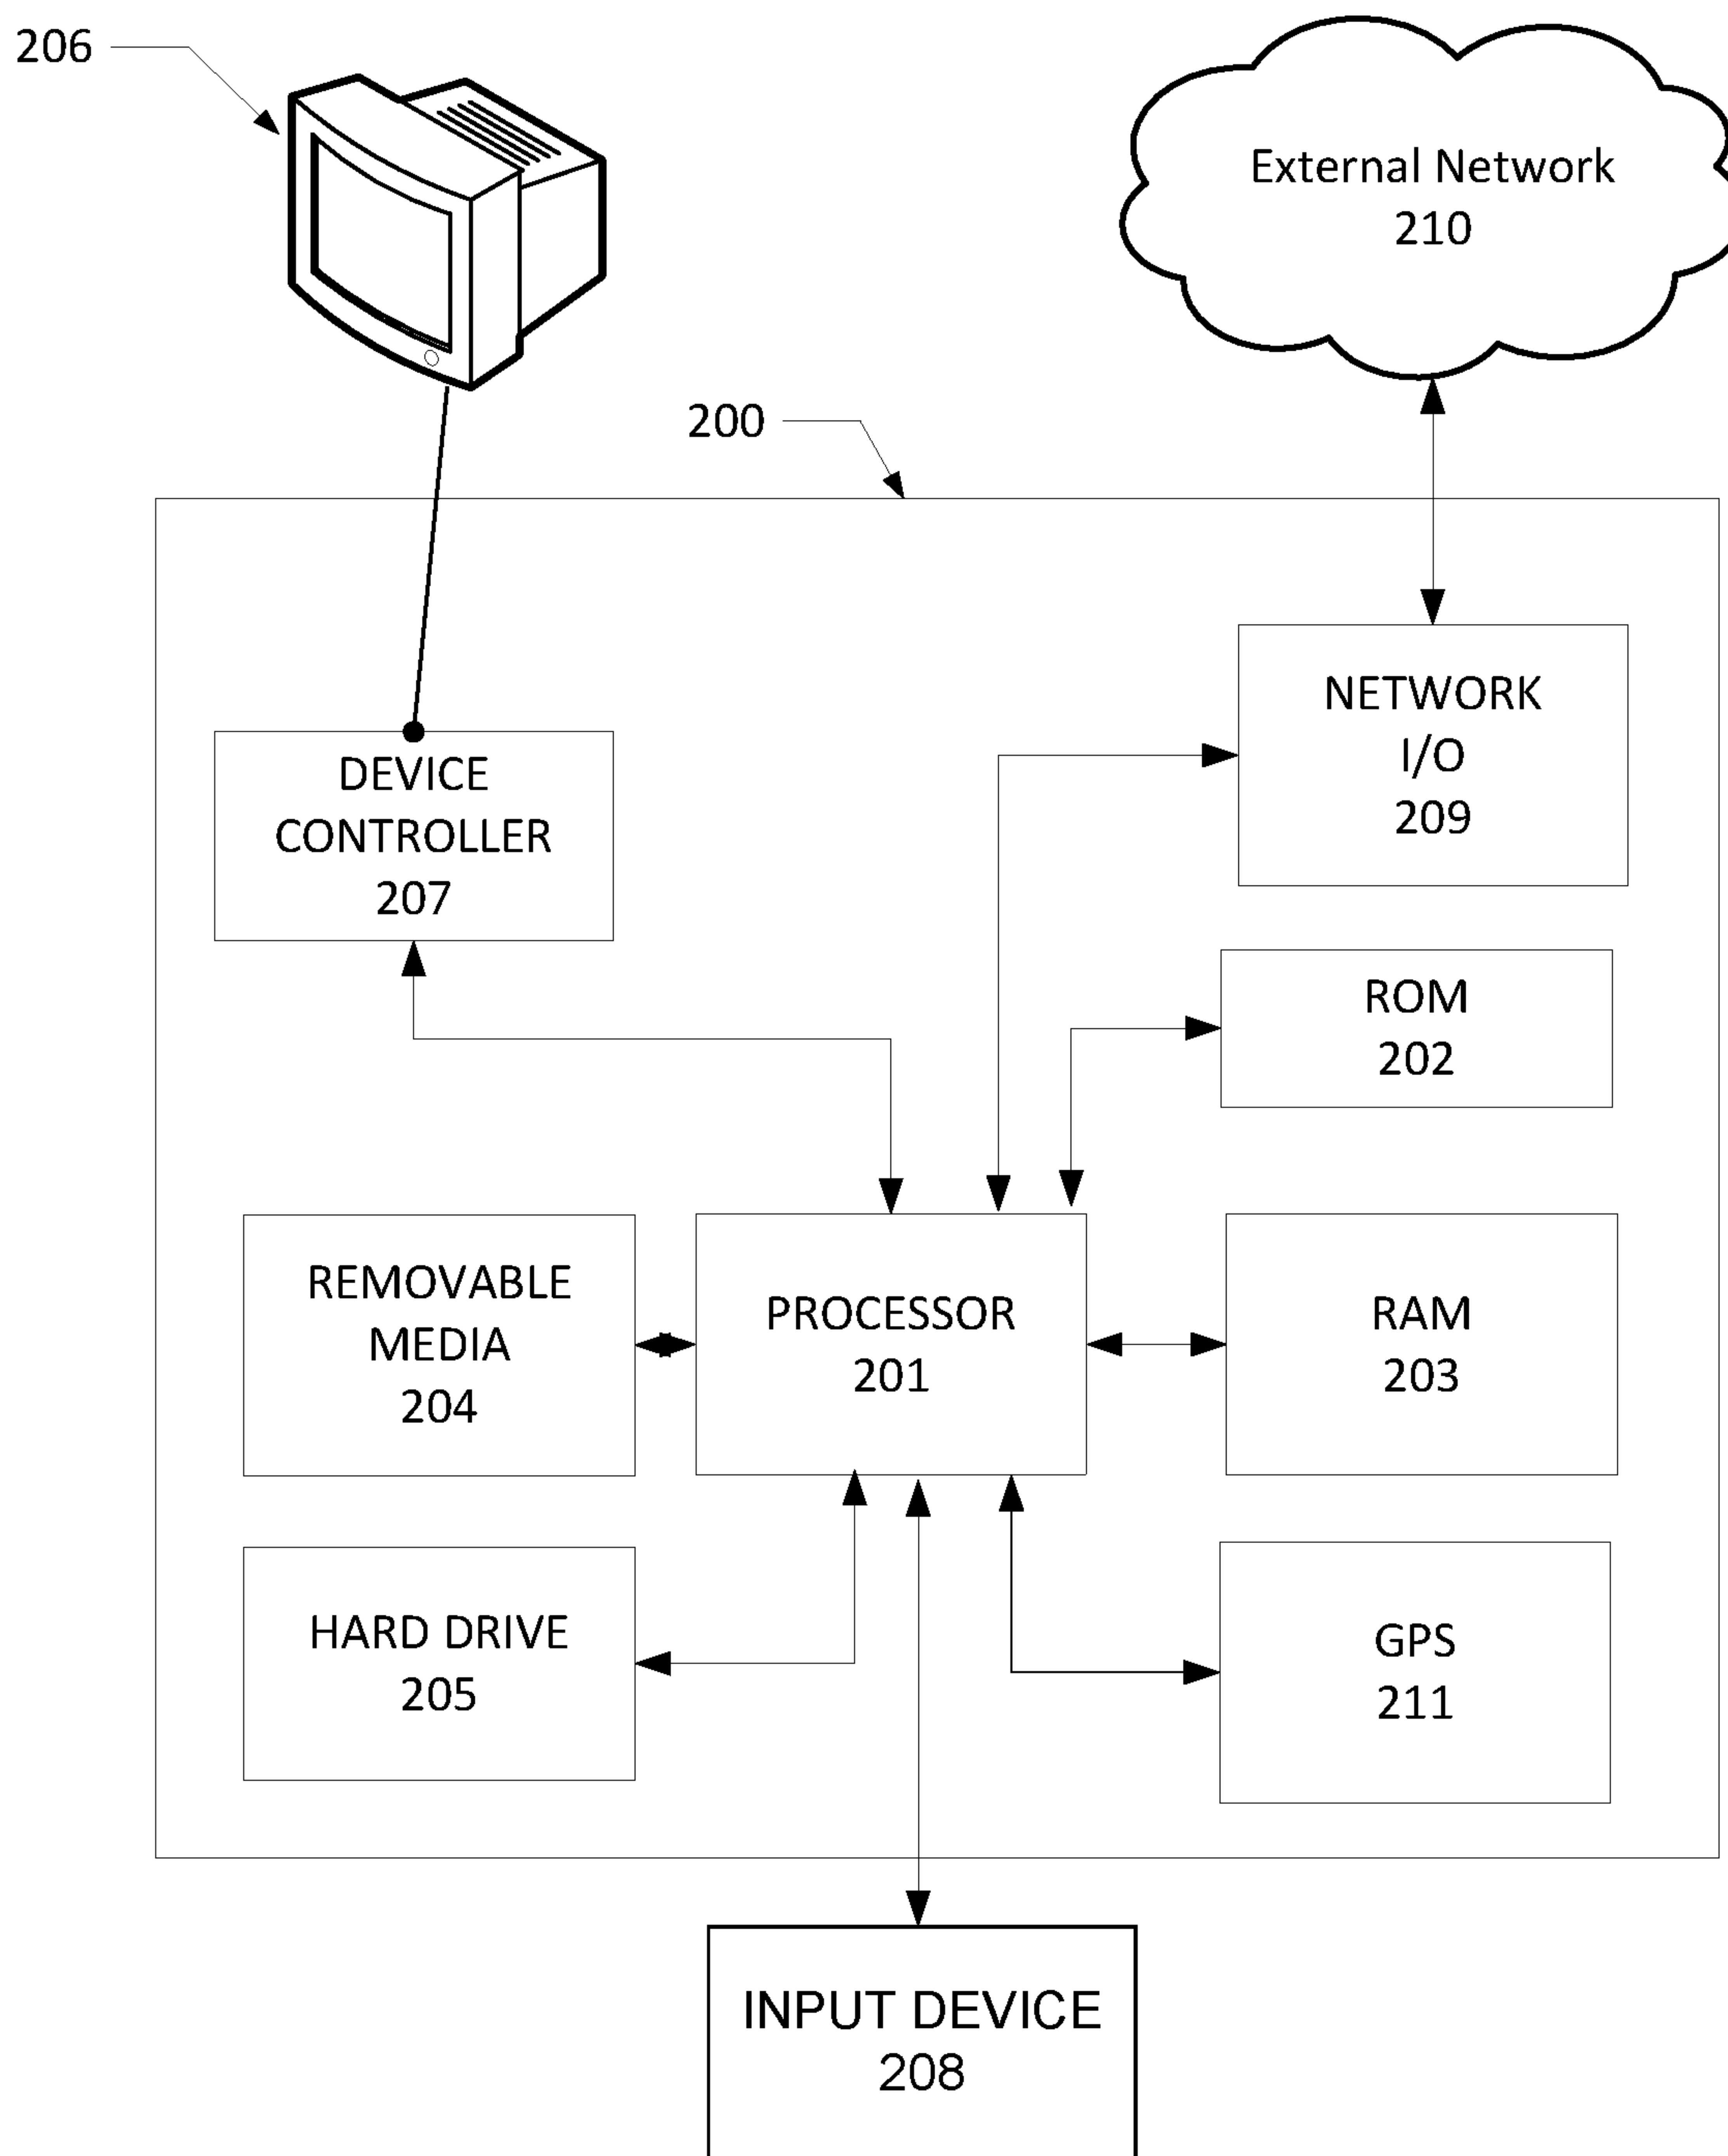 206
External Network
210
200
NETWORK
I/O
209
DEVICE
CONTROLLER
207
ROM
202
REMOVABLE
MEDIA
204
PROCESSOR
201
RAM
203
HARD DRIVE
205
GPS
211
INPUT DEVICE
208